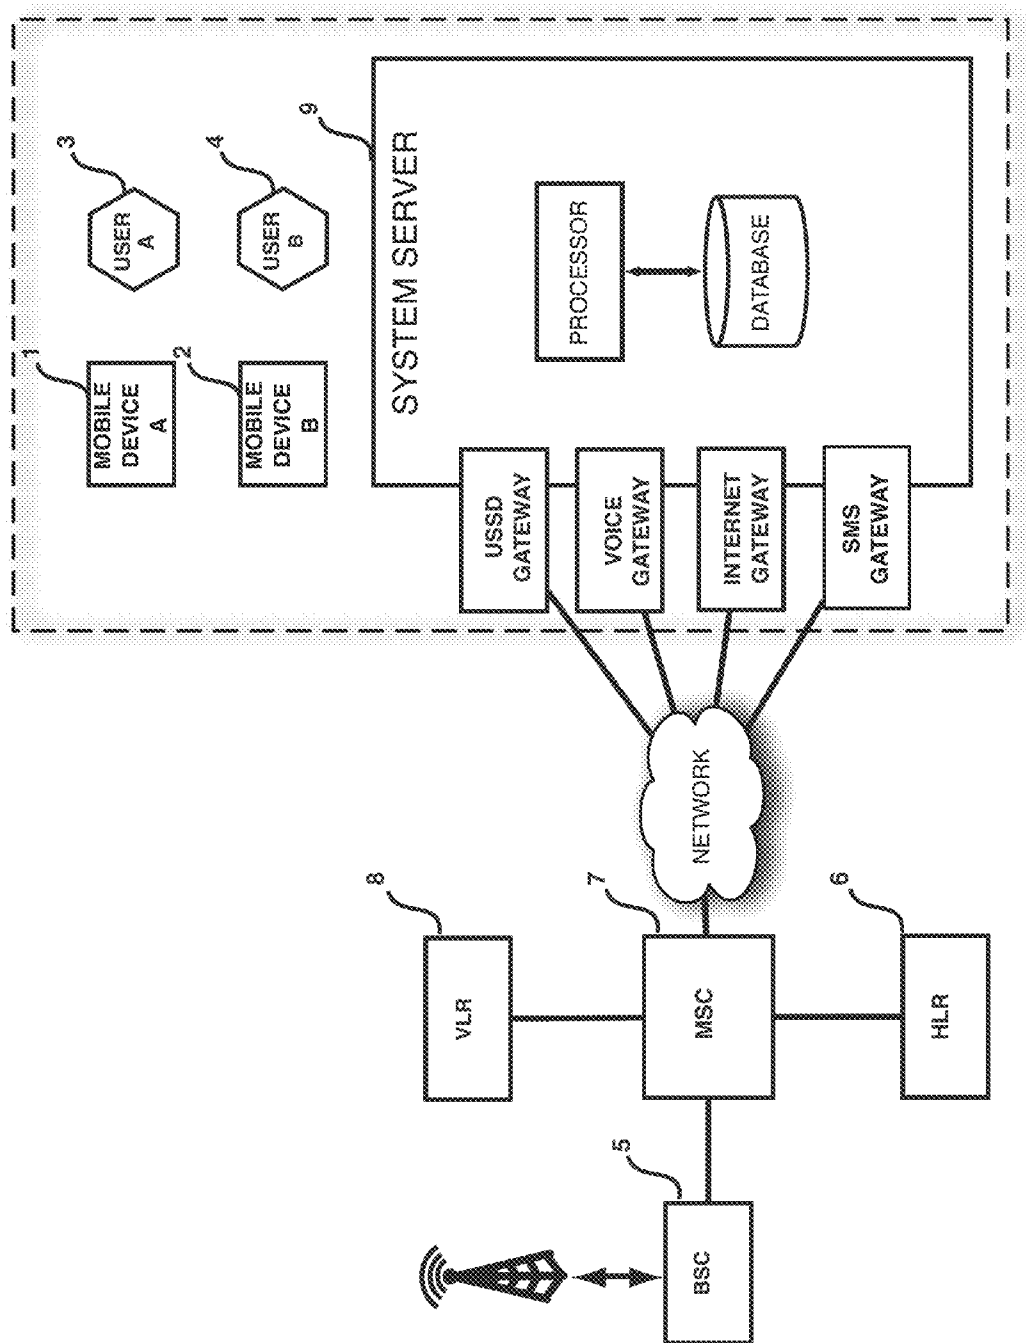 1
MOBILE
DEVICE
A
3
USER
A
2
MOBILE
DEVICE
B
4
USER
B
9
SYSTEM SERVER
USSD
GATEWAY
VOICE
GATEWAY
INTERNET
GATEWAY
SMS
GATEWAY
PROCESSOR
DATABASE
NETWORK
8
VLR
7
MSC
6
HLR
5
BSC